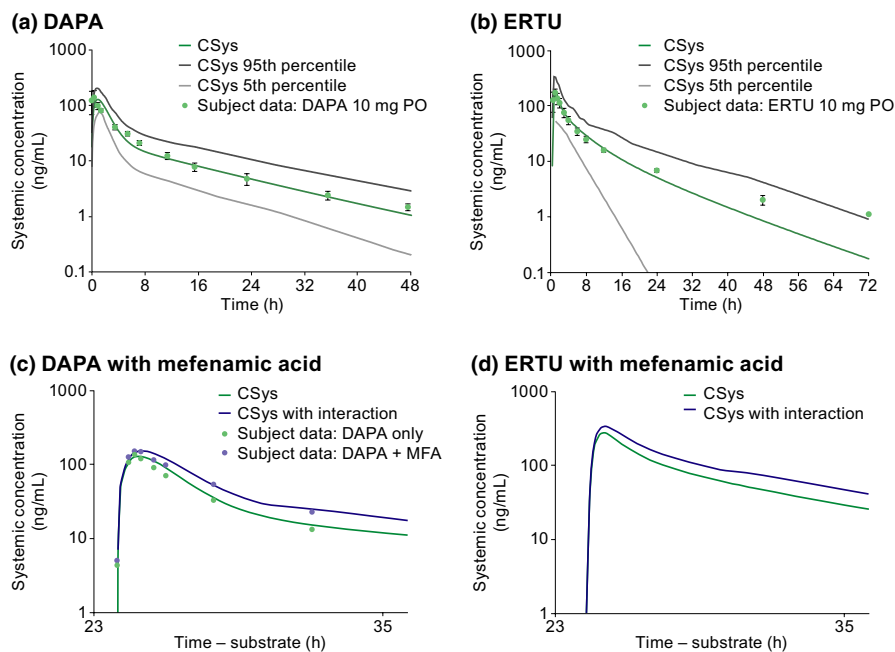 (a) DAPA
Systemic concentration
(ng/mL)
1000
100
10
1
0.1
CSys
CSys 95th percentile
CSys 5th percentile
Subject data: DAPA 10 mg PO
0 8 16 24 32 40 48
Time (h)
(b) ERTU
Systemic concentration
(ng/mL)
1000
100
10
1
0.1
CSys
CSys 95th percentile
CSys 5th percentile
Subject data: ERTU 10 mg PO
0 8 16 24 32 40 48 56 64 72
Time (h)
(c) DAPA with mefenamic acid
Systemic concentration
(ng/mL)
1000
100
10
1
CSys
CSys with interaction
Subject data: DAPA only
Subject data: DAPA + MFA
23 35
Time – substrate (h)
(d) ERTU with mefenamic acid
Systemic concentration
(ng/mL)
1000
100
10
1
CSys
CSys with interaction
23 35
Time – substrate (h)